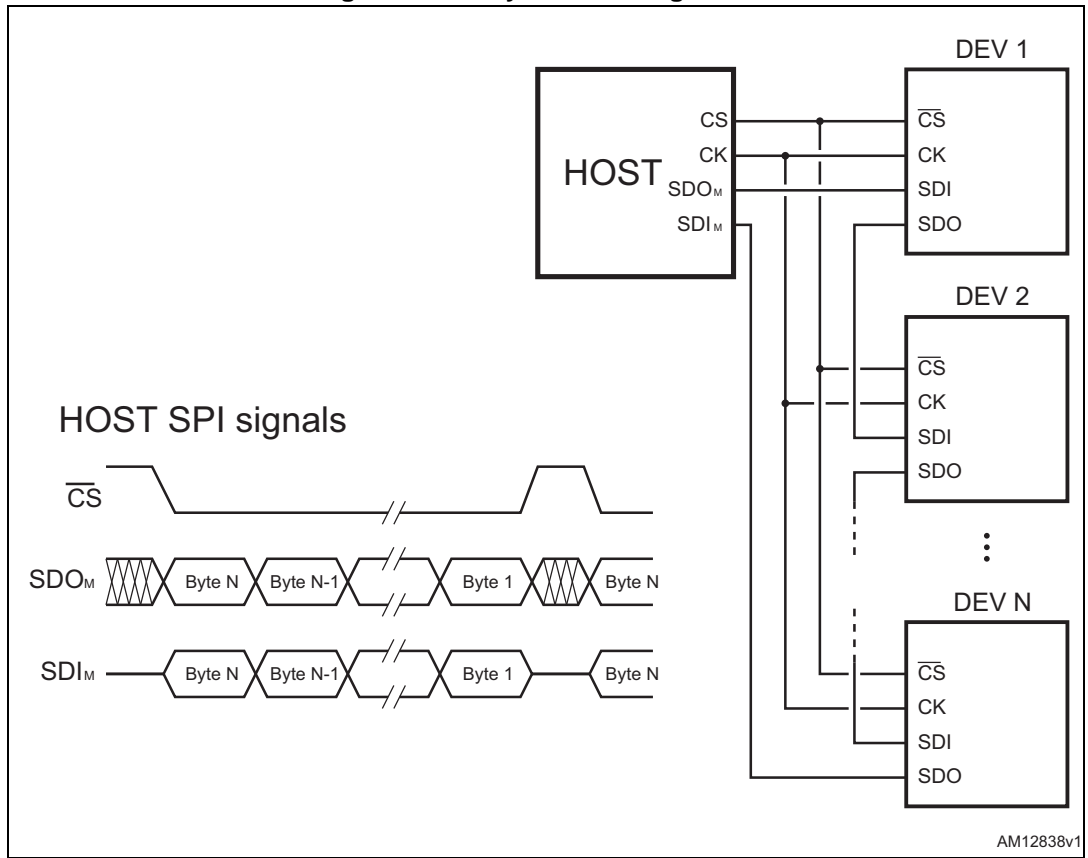 DEV 1
HOST
CS
CK
SDOM
SDIM
CS
CK
SDI
SDO
DEV 2
CS
CK
SDI
SDO
DEV N
CS
CK
SDI
SDO
HOST SPI signals
CS
SDOM Byte N Byte N-1 Byte 1 Byte N
SDIM Byte N Byte N-1 Byte 1 Byte N
AM12838v1